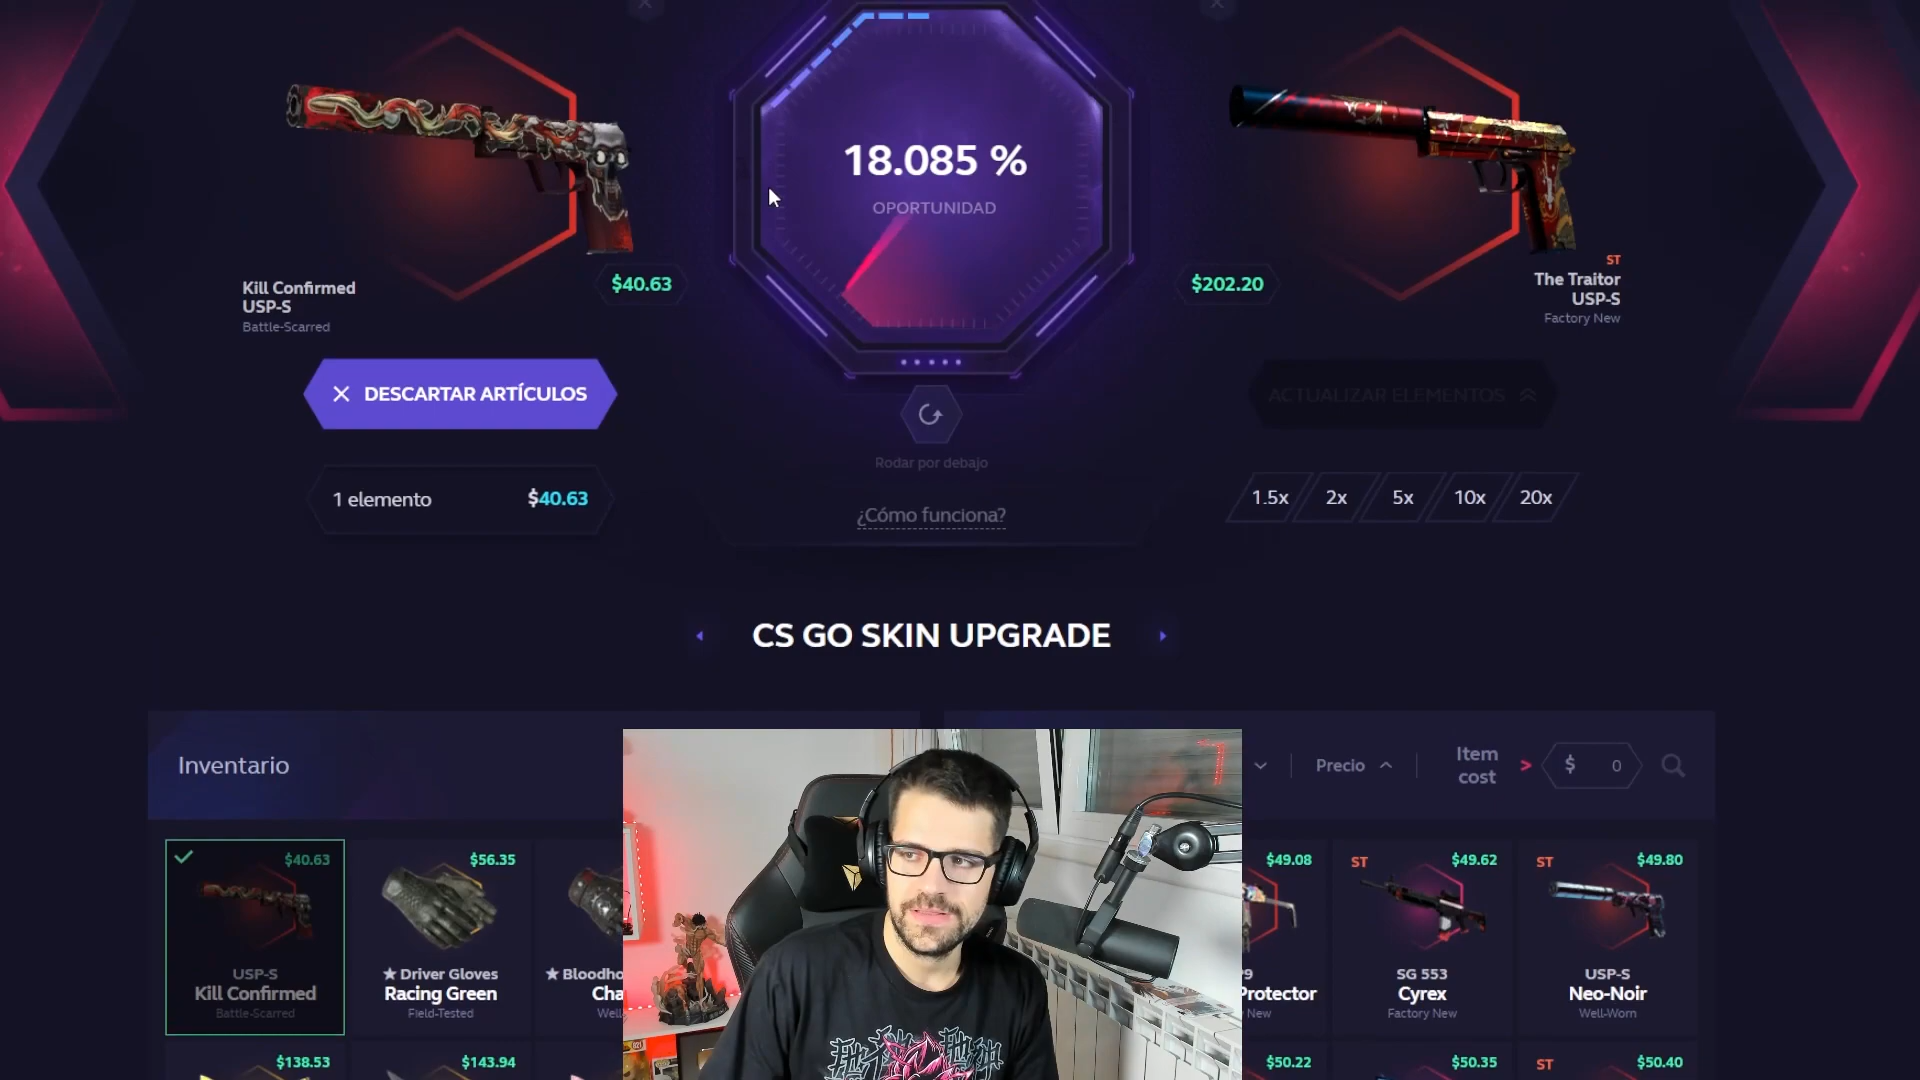 18.085 %
OPORTUNIDAD
Kill Confirmed
USP-S
Battle-Scarred
$40.63
$202.20
ST
The Traitor
USP-S
Factory New
DESCARTAR ARTÍCULOS
ACTUALIZAR ELEMENTOS
Rodar por debajo
1 elemento
$40.63
¿Cómo funciona?
1.5x
2x
5x
10x
20x
CS GO SKIN UPGRADE
Inventario
Precio
Item
cost
$
0
$40.63
USP-S
Kill Confirmed
Battle-Scarred
$56.35
★ Driver Gloves
Racing Green
Field-Tested
★ Bloodho
Cha
Well
$49.08
P9
Protector
New
ST
$49.62
SG 553
Cyrex
Factory New
ST
$49.80
USP-S
Neo-Noir
Well-Worn
$138.53
$143.94
$50.22
$50.35
ST
$50.40